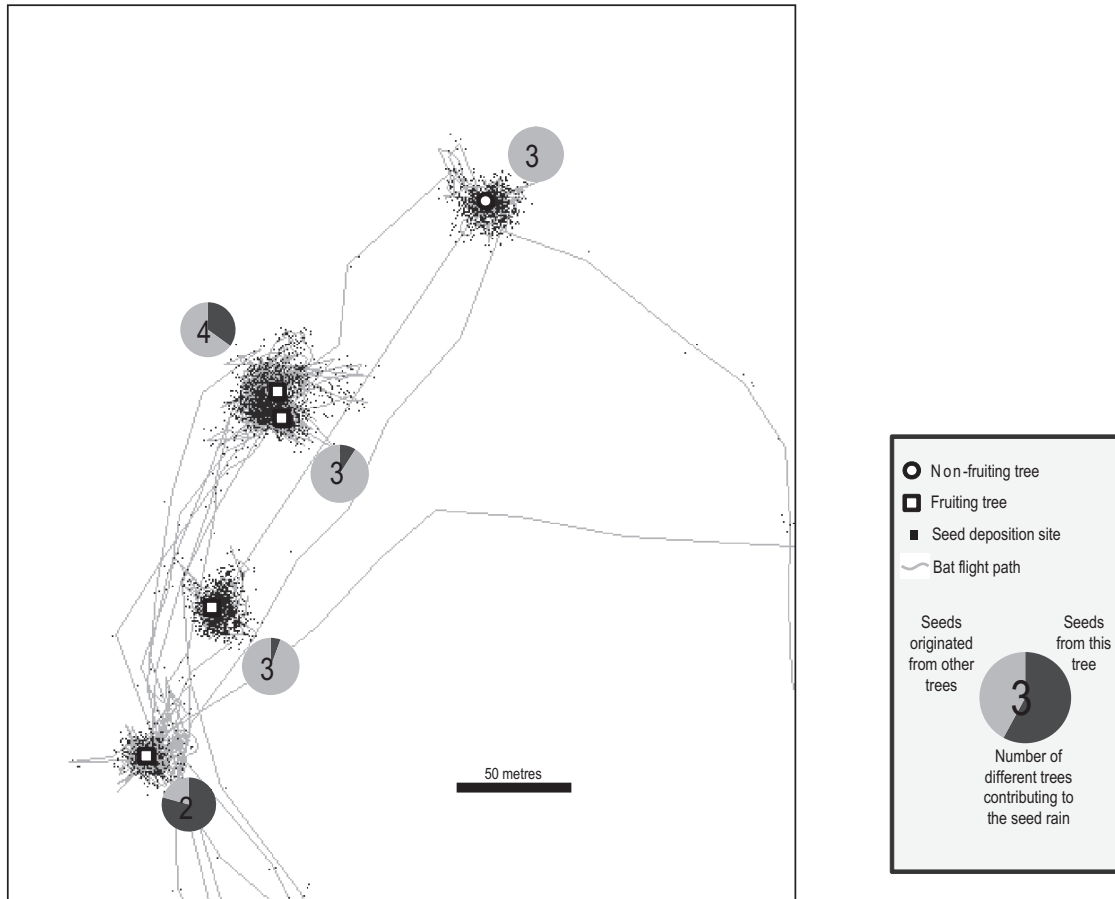 3
4
3
3
2
50 metres
Non-fruiting tree
Fruiting tree
Seed deposition site
Bat flight path
Seeds
originated
from other
trees
Seeds
from this
tree
3
Number of
different trees
contributing to
the seed rain